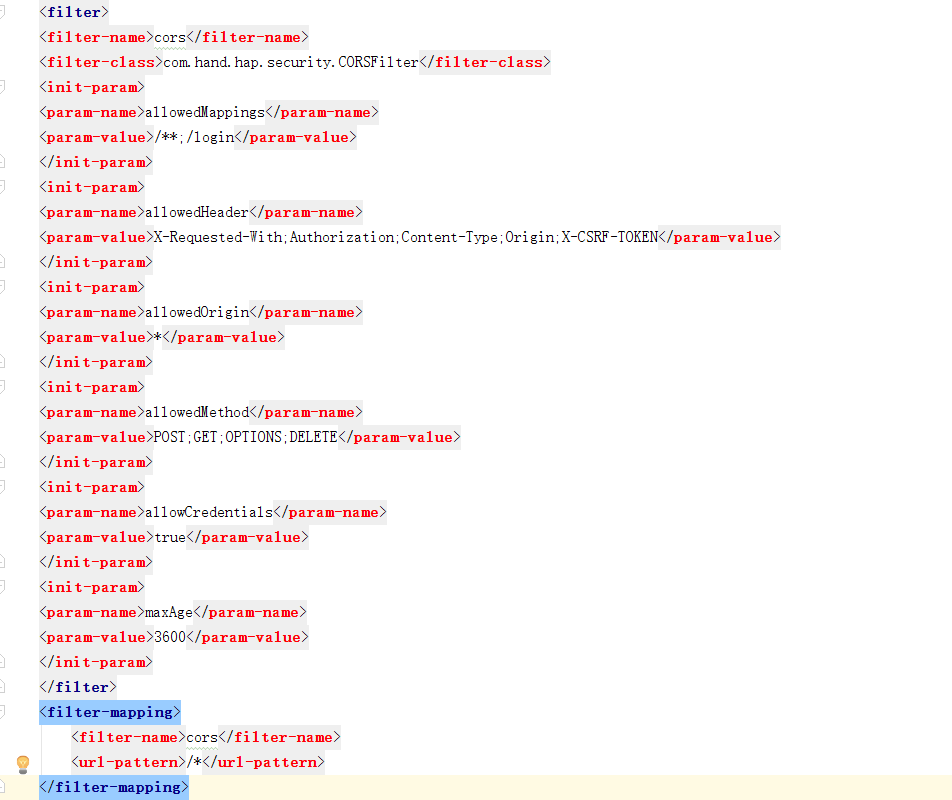 <filter>
<filter-name>cors</filter-name>
<filter-class>com.hand.hap.security.CORSFilter</filter-class>
<init-param>
<param-name>allowedMappings</param-name>
<param-value>/**;/login</param-value>
</init-param>
<init-param>
<param-name>allowedHeader</param-name>
<param-value>X-Requested-With;Authorization;Content-Type;Origin;X-CSRF-TOKEN</param-value>
</init-param>
<init-param>
<param-name>allowedOrigin</param-name>
<param-value>*</param-value>
</init-param>
<init-param>
<param-name>allowedMethod</param-name>
<param-value>POST;GET;OPTIONS;DELETE</param-value>
</init-param>
<init-param>
<param-name>allowCredentials</param-name>
<param-value>true</param-value>
</init-param>
<init-param>
<param-name>maxAge</param-name>
<param-value>3600</param-value>
</init-param>
</filter>
<filter-mapping>
<filter-name>cors</filter-name>
<url-pattern>/*</url-pattern>
</filter-mapping>